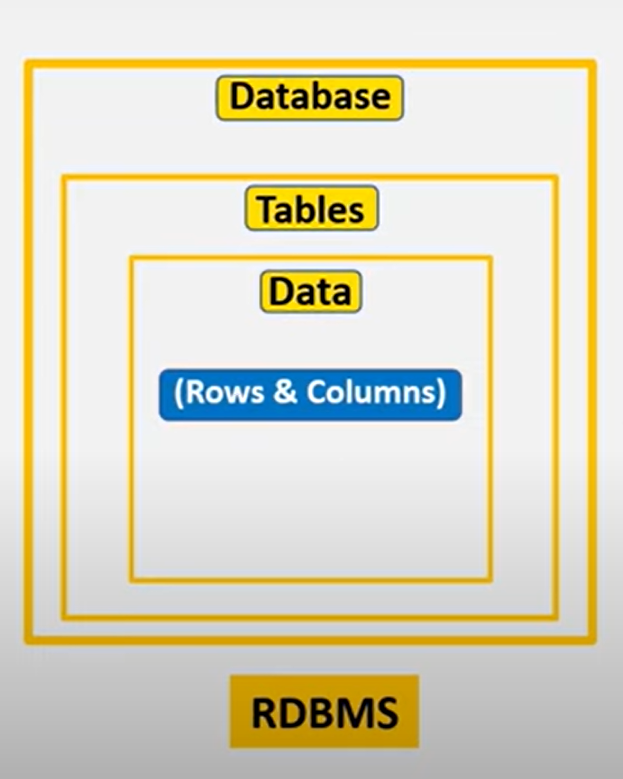 Database
Tables
Data
(Rows & Columns)
RDBMS